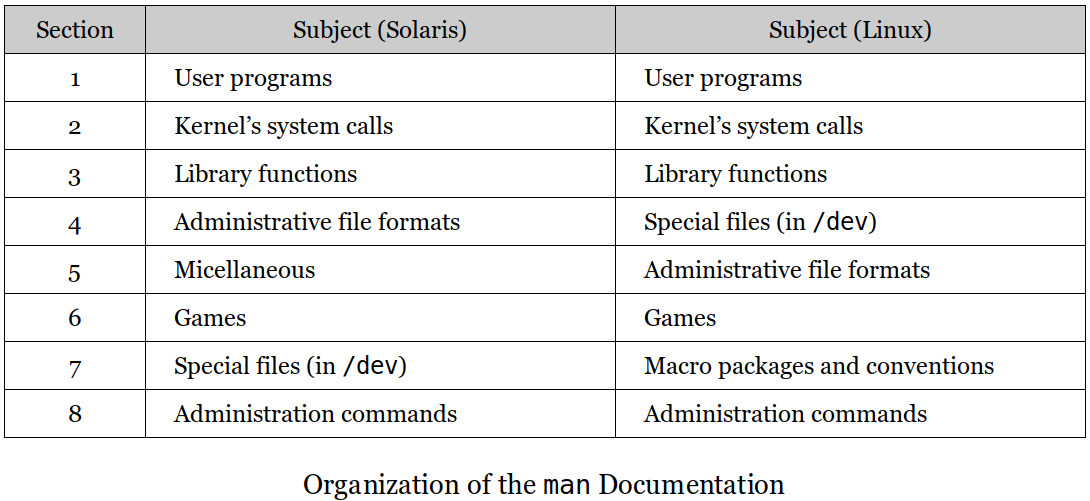 Section Subject (Solaris) Subject (Linux)
1 User programs User programs
2 Kernel’s system calls Kernel’s system calls
3 Library functions Library functions
4 Administrative file formats Special files (in /dev)
5 Micellaneous Administrative file formats
6 Games Games
7 Special files (in /dev) Macro packages and conventions
8 Administration commands Administration commands
Organization of the man Documentation